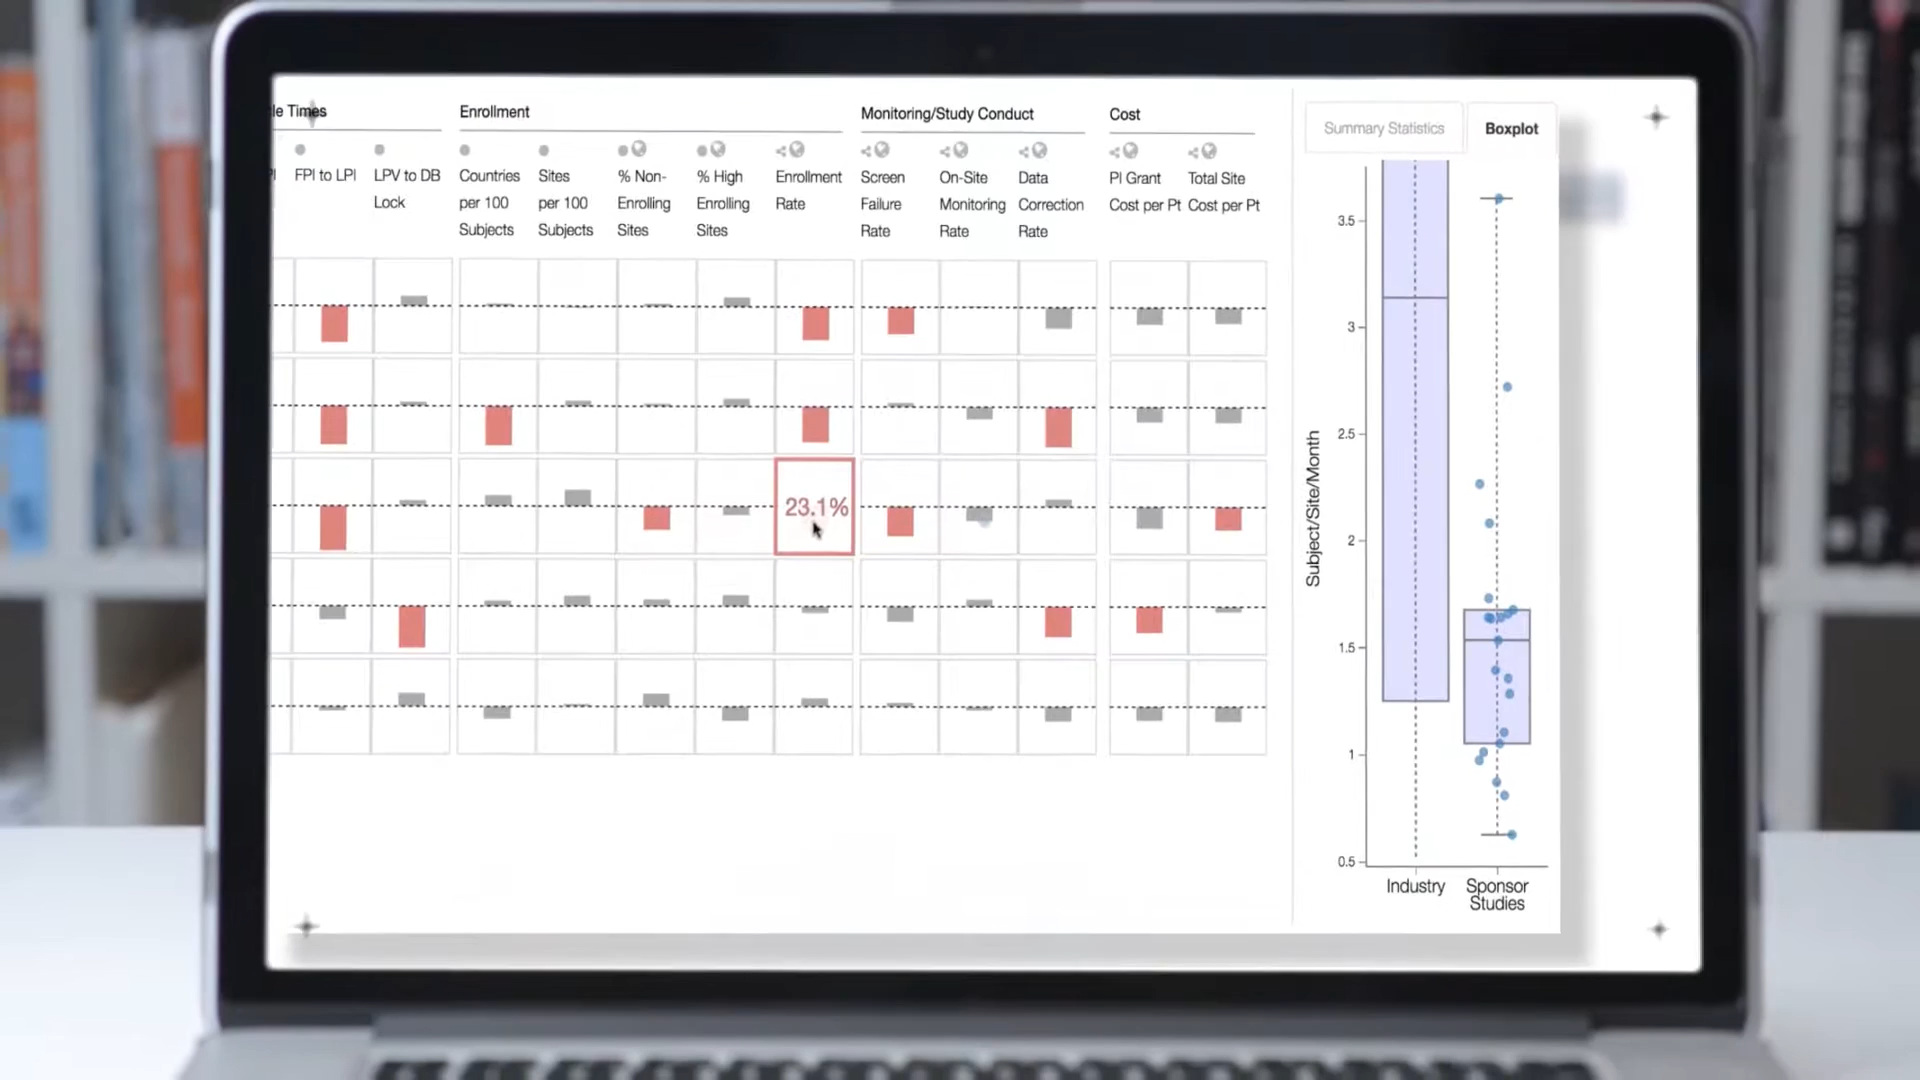 le Times
Enrollment
Monitoring/Study Conduct
Cost
Summary Statistics
Boxplot
FPI to LPI
LPV to DB
Lock
Countries
per 100
Subjects
Sites
per 100
Subjects
% Non-
Enrolling
Sites
% High
Enrolling
Sites
Enrollment
Rate
Screen
Failure
Rate
On-Site
Monitoring
Rate
Data
Correction
Rate
PI Grant
Cost per Pt
Total Site
Cost per Pt
23.1%
Subject/Site/Month
3.5
3
2.5
2
1.5
1
0.5
Industry
Sponsor
Studies